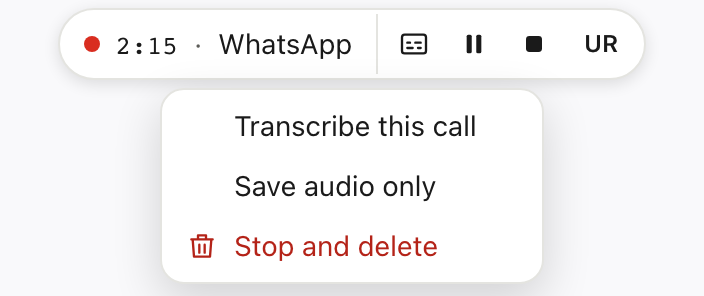 2:15 · WhatsApp UR
Transcribe this call
Save audio only
Stop and delete